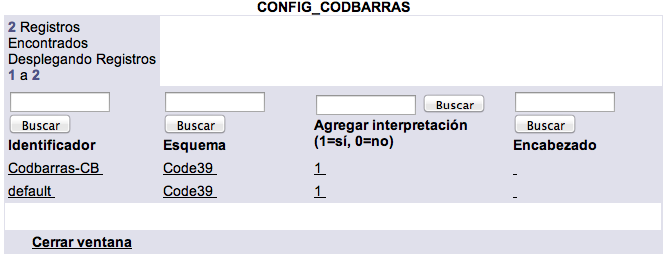 CONFIG_CODBARRAS
2 Registros
Encontrados
Desplegando Registros
1 a 2
Buscar
Identificador
Buscar
Esquema
Buscar
Agregar interpretación
(1=sí, 0=no)
Buscar
Encabezado
Codbarras-CB Code39 1
default Code39 1
Cerrar ventana